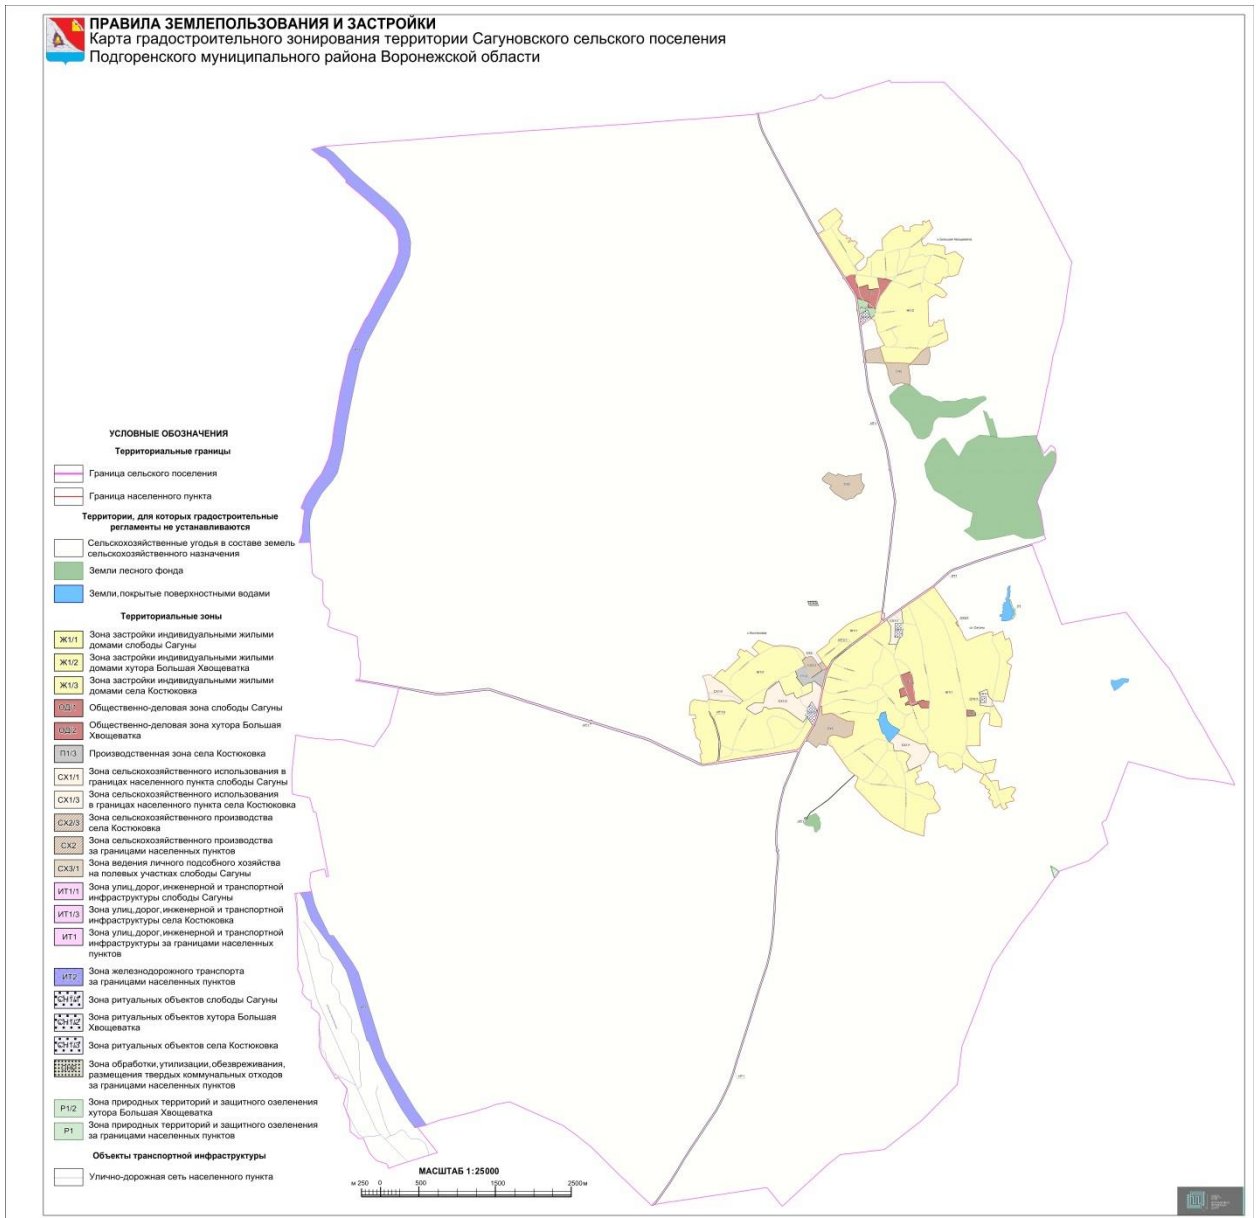 ПРАВИЛА ЗЕМЛЕПОЛЬЗОВАНИЯ И ЗАСТРОЙКИ
Карта градостроительного зонирования территории Сагуновского сельского поселения
Подгоренского муниципального района Воронежской области
УСЛОВНЫЕ ОБОЗНАЧЕНИЯ
Территориальные границы
Граница сельского поселения
Граница населенного пункта
Территории, для которых градостроительные
регламенты не устанавливаются
Сельскохозяйственные угодья в составе земель
сельскохозяйственного назначения
Земли лесного фонда
Земли,покрытые поверхностными водами
Территориальные зоны
Ж1/1 Зона застройки индивидуальными жилыми
домами слободы Сагуны
Ж1/2 Зона застройки индивидуальными жилыми
домами хутора Большая Хвощеватка
Ж1/3 Зона застройки индивидуальными жилыми
домами села Костюковка
ОД/1 Общественно-деловая зона слободы Сагуны
ОД/2 Общественно-деловая зона хутора Большая
Хвощеватка
П1/3 Производственная зона села Костюковка
СХ1/1 Зона сельскохозяйственного использования в
границах населенного пункта слободы Сагуны
СХ1/3 Зона сельскохозяйственного использования
в границах населенного пункта села Костюковка
СХ2/3 Зона сельскохозяйственного производства
села Костюковка
СХ2 Зона сельскохозяйственного производства
за границами населенных пунктов
СХ3/1 Зона ведения личного подсобного хозяйства
на полевых участках слободы Сагуны
ИТ1/1 Зона улиц,дорог,инженерной и транспортной
инфраструктуры слободы Сагуны
ИТ1/3 Зона улиц,дорог,инженерной и транспортной
инфраструктуры села Костюковка
ИТ1 Зона улиц,дорог,инженерной и транспортной
инфраструктуры за границами населенных
пунктов
ИТ2 Зона железнодорожного транспорта
за границами населенных пунктов
СН1/1 Зона ритуальных объектов слободы Сагуны
СН1/2 Зона ритуальных объектов хутора Большая
Хвощеватка
СН1/3 Зона ритуальных объектов села Костюковка
СН2 Зона обработки,утилизации,обезвреживания,
размещения твердых коммунальных отходов
за границами населенных пунктов
Р1/2 Зона природных территорий и защитного озеленения
хутора Большая Хвощеватка
Р1 Зона природных территорий и защитного озеленения
за границами населенных пунктов
Объекты транспортной инфраструктуры
Улично-дорожная сеть населенного пункта
МАСШТАБ 1:25000
м 250 0 500 1500 2500м